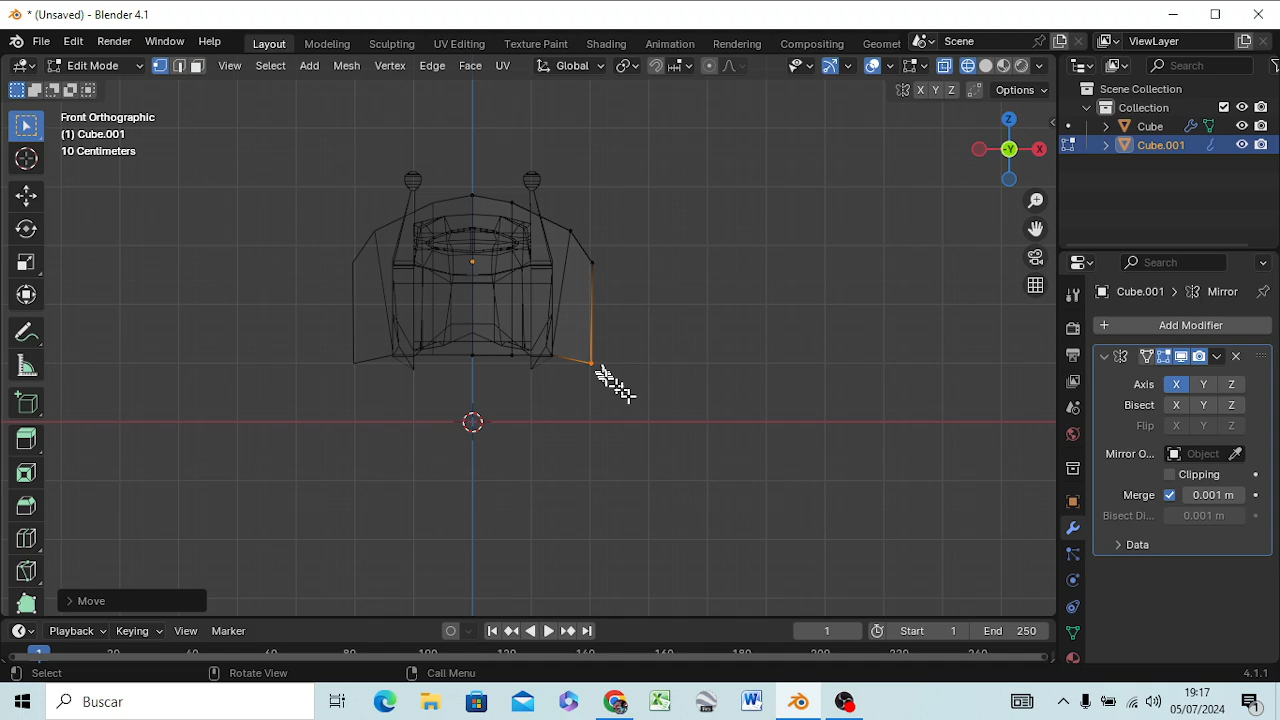 * (Unsaved) - Blender 4.1
File Edit Render Window Help Layout Modeling Sculpting UV Editing Texture Paint Shading Animation Rendering Compositing Geomet Scene ViewLayer
Edit Mode View Select Add Mesh Vertex Edge Face UV Global Search
X Y Z Options
Scene Collection
Collection
Cube
Cube.001
Front Orthographic
(1) Cube.001
10 Centimeters
Z
-Y X
Search
Cube.001 > Mirror
+ Add Modifier
Axis X Y Z
Bisect X Y Z
Flip X Y Z
Mirror O... Object
Clipping
Merge 0.001 m
Bisect Di... 0.001 m
> Data
> Move
Playback Keying View Marker 1 Start 1 End 250
Select Rotate View Call Menu 4.1.1
Buscar
09:17
05/07/2024
1